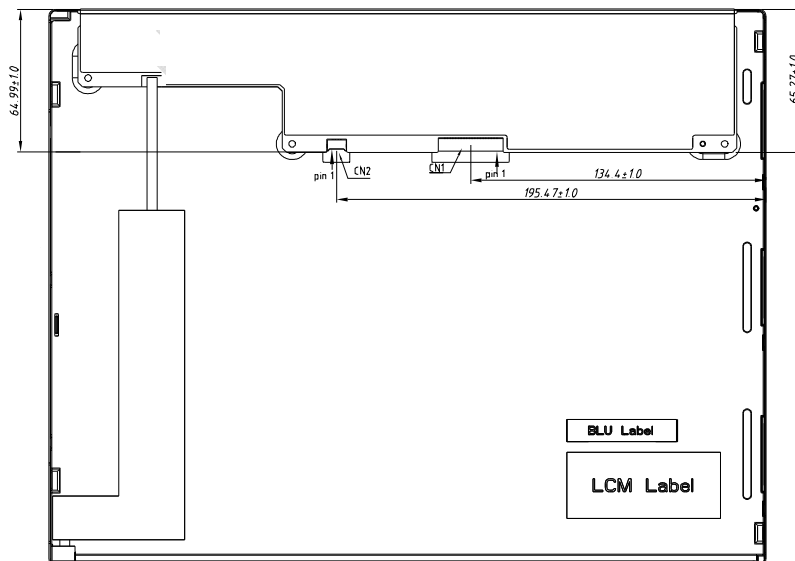 64.99±1.0
65.27±1.0
pin 1
CN2
CN1
pin 1
134.4±1.0
195.47±1.0
BLU Label
LCM Label